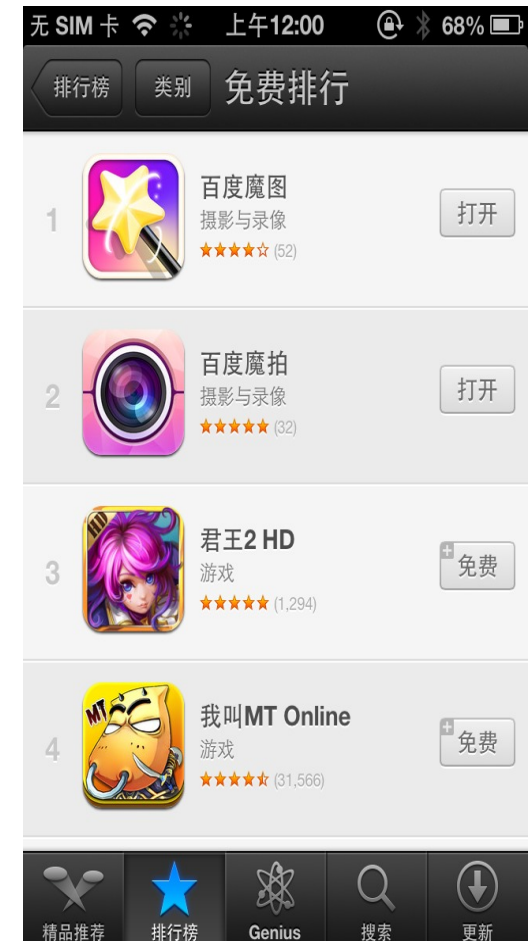 无 SIM 卡 上午12:00 68%
排行榜 类别 免费排行
1
百度魔图
摄影与录像
(52)
打开
2
百度魔拍
摄影与录像
(32)
打开
3
HD
君王2 HD
游戏
(1,294)
免费
4
MT
我叫MT Online
游戏
(31,566)
免费
精品推荐 排行榜 Genius 搜索 更新